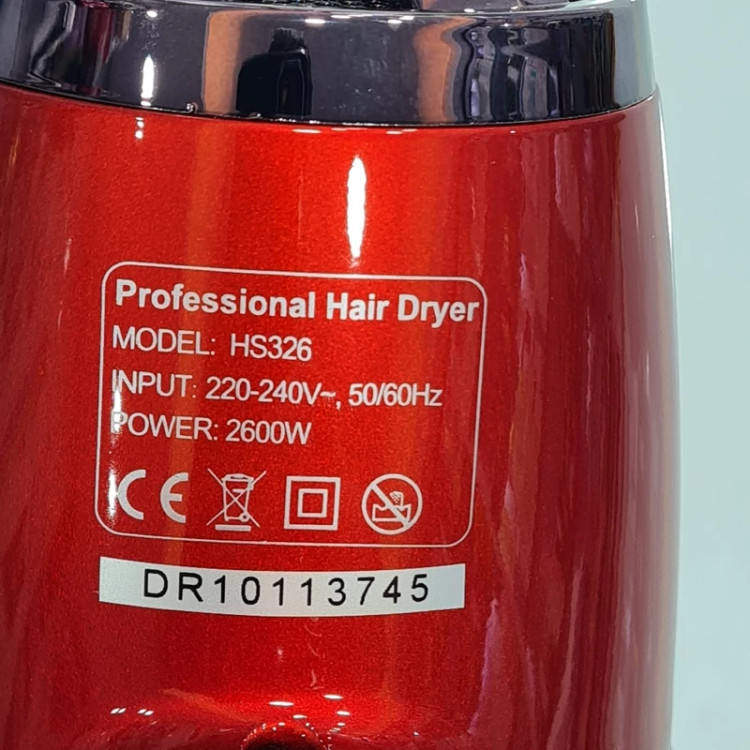 Professional Hair Dryer
MODEL: HS326
INPUT: 220-240V~, 50/60Hz
POWER: 2600W
CE
DR10113745